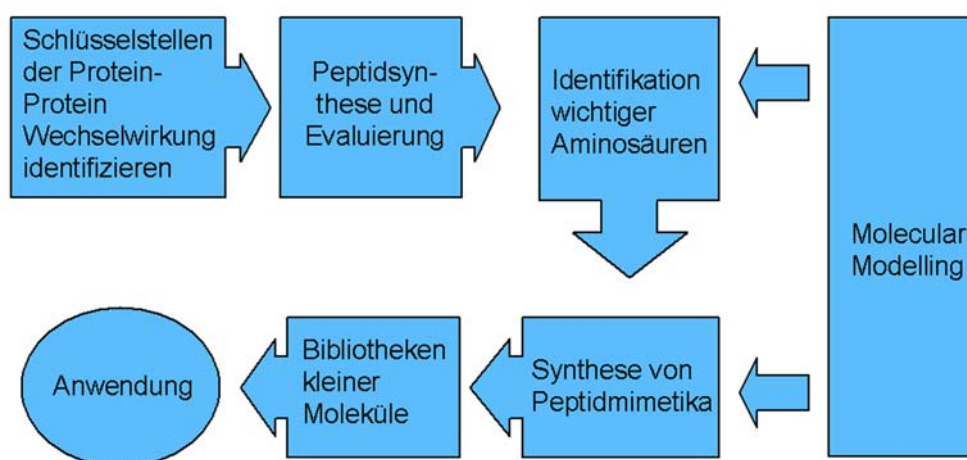 Schlüsselstellen
der Protein-
Protein
Wechselwirkung
identifizieren
Peptidsyn-
these und
Evaluierung
Identifikation
wichtiger
Aminosäuren
Molecular
Modelling
Synthese von
Peptidmimetika
Bibliotheken
kleiner
Moleküle
Anwendung